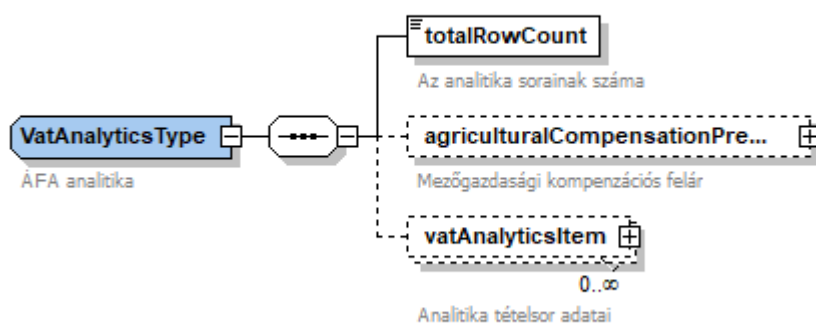 totalRowCount
Az analitika sorainak száma
VatAnalyticsType
ÁFA analitika
agriculturalCompensationPre...
Mezőgazdasági kompenzációs felár
vatAnalyticsItem
0..∞
Analitika tételsor adatai